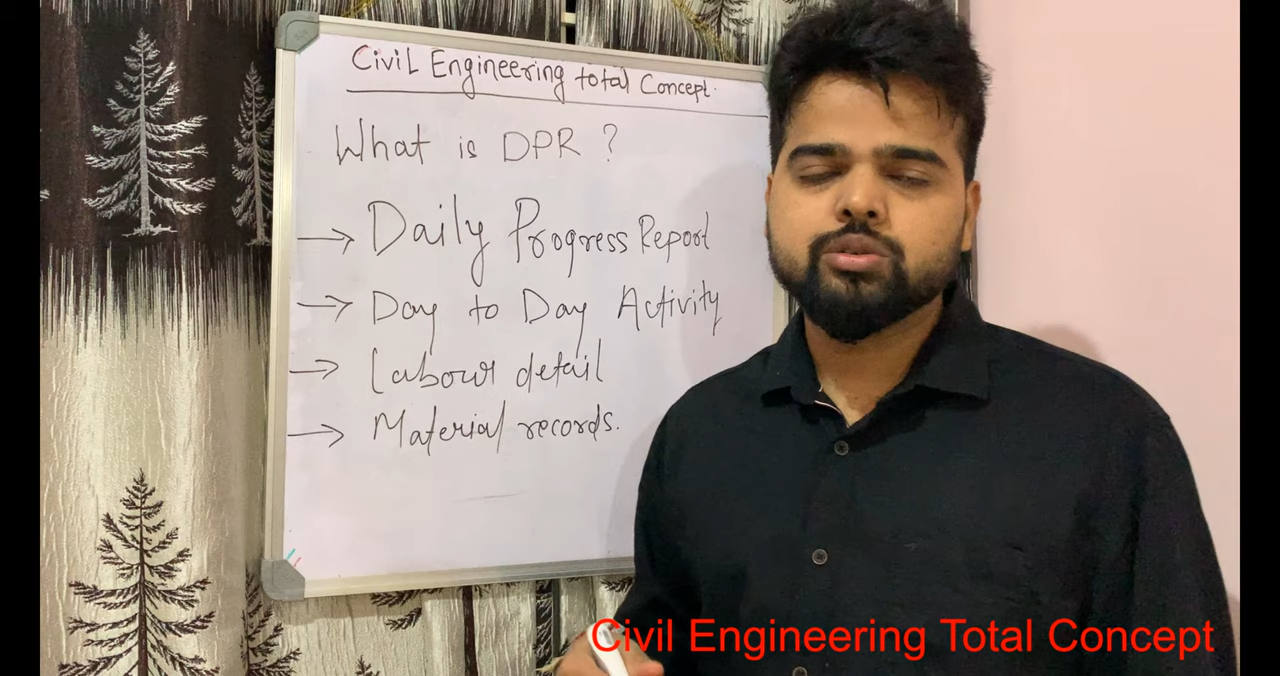 Civil Engineering total Concept.
What is DPR ?
→ Daily Progress Report
→ Day to Day Activity
→ Labour detail
→ Material records.
Civil Engineering Total Concept